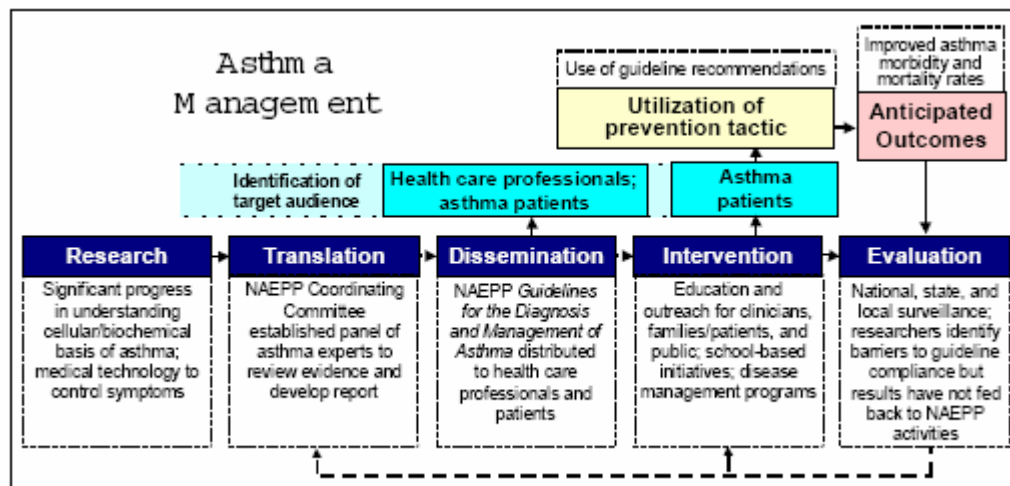 Asthma
Management
Use of guideline recommendations
Improved asthma
morbidity and
mortality rates
Utilization of
prevention tactic
Anticipated
Outcomes
Identification of
target audience
Health care professionals;
asthma patients
Asthma
patients
Research
Significant progress
in understanding
cellular/biochemical
basis of asthma;
medical technology to
control symptoms
Translation
NAEPP Coordinating
Committee
established panel of
asthma experts to
review evidence and
develop report
Dissemination
NAEPP Guidelines
for the Diagnosis
and Management of
Asthma distributed
to health care
professionals and
patients
Intervention
Education and
outreach for clinicians,
families/patients, and
public; school-based
initiatives; disease
management programs
Evaluation
National, state, and
local surveillance;
researchers identify
barriers to guideline
compliance but
results have not fed
back to NAEPP
activities